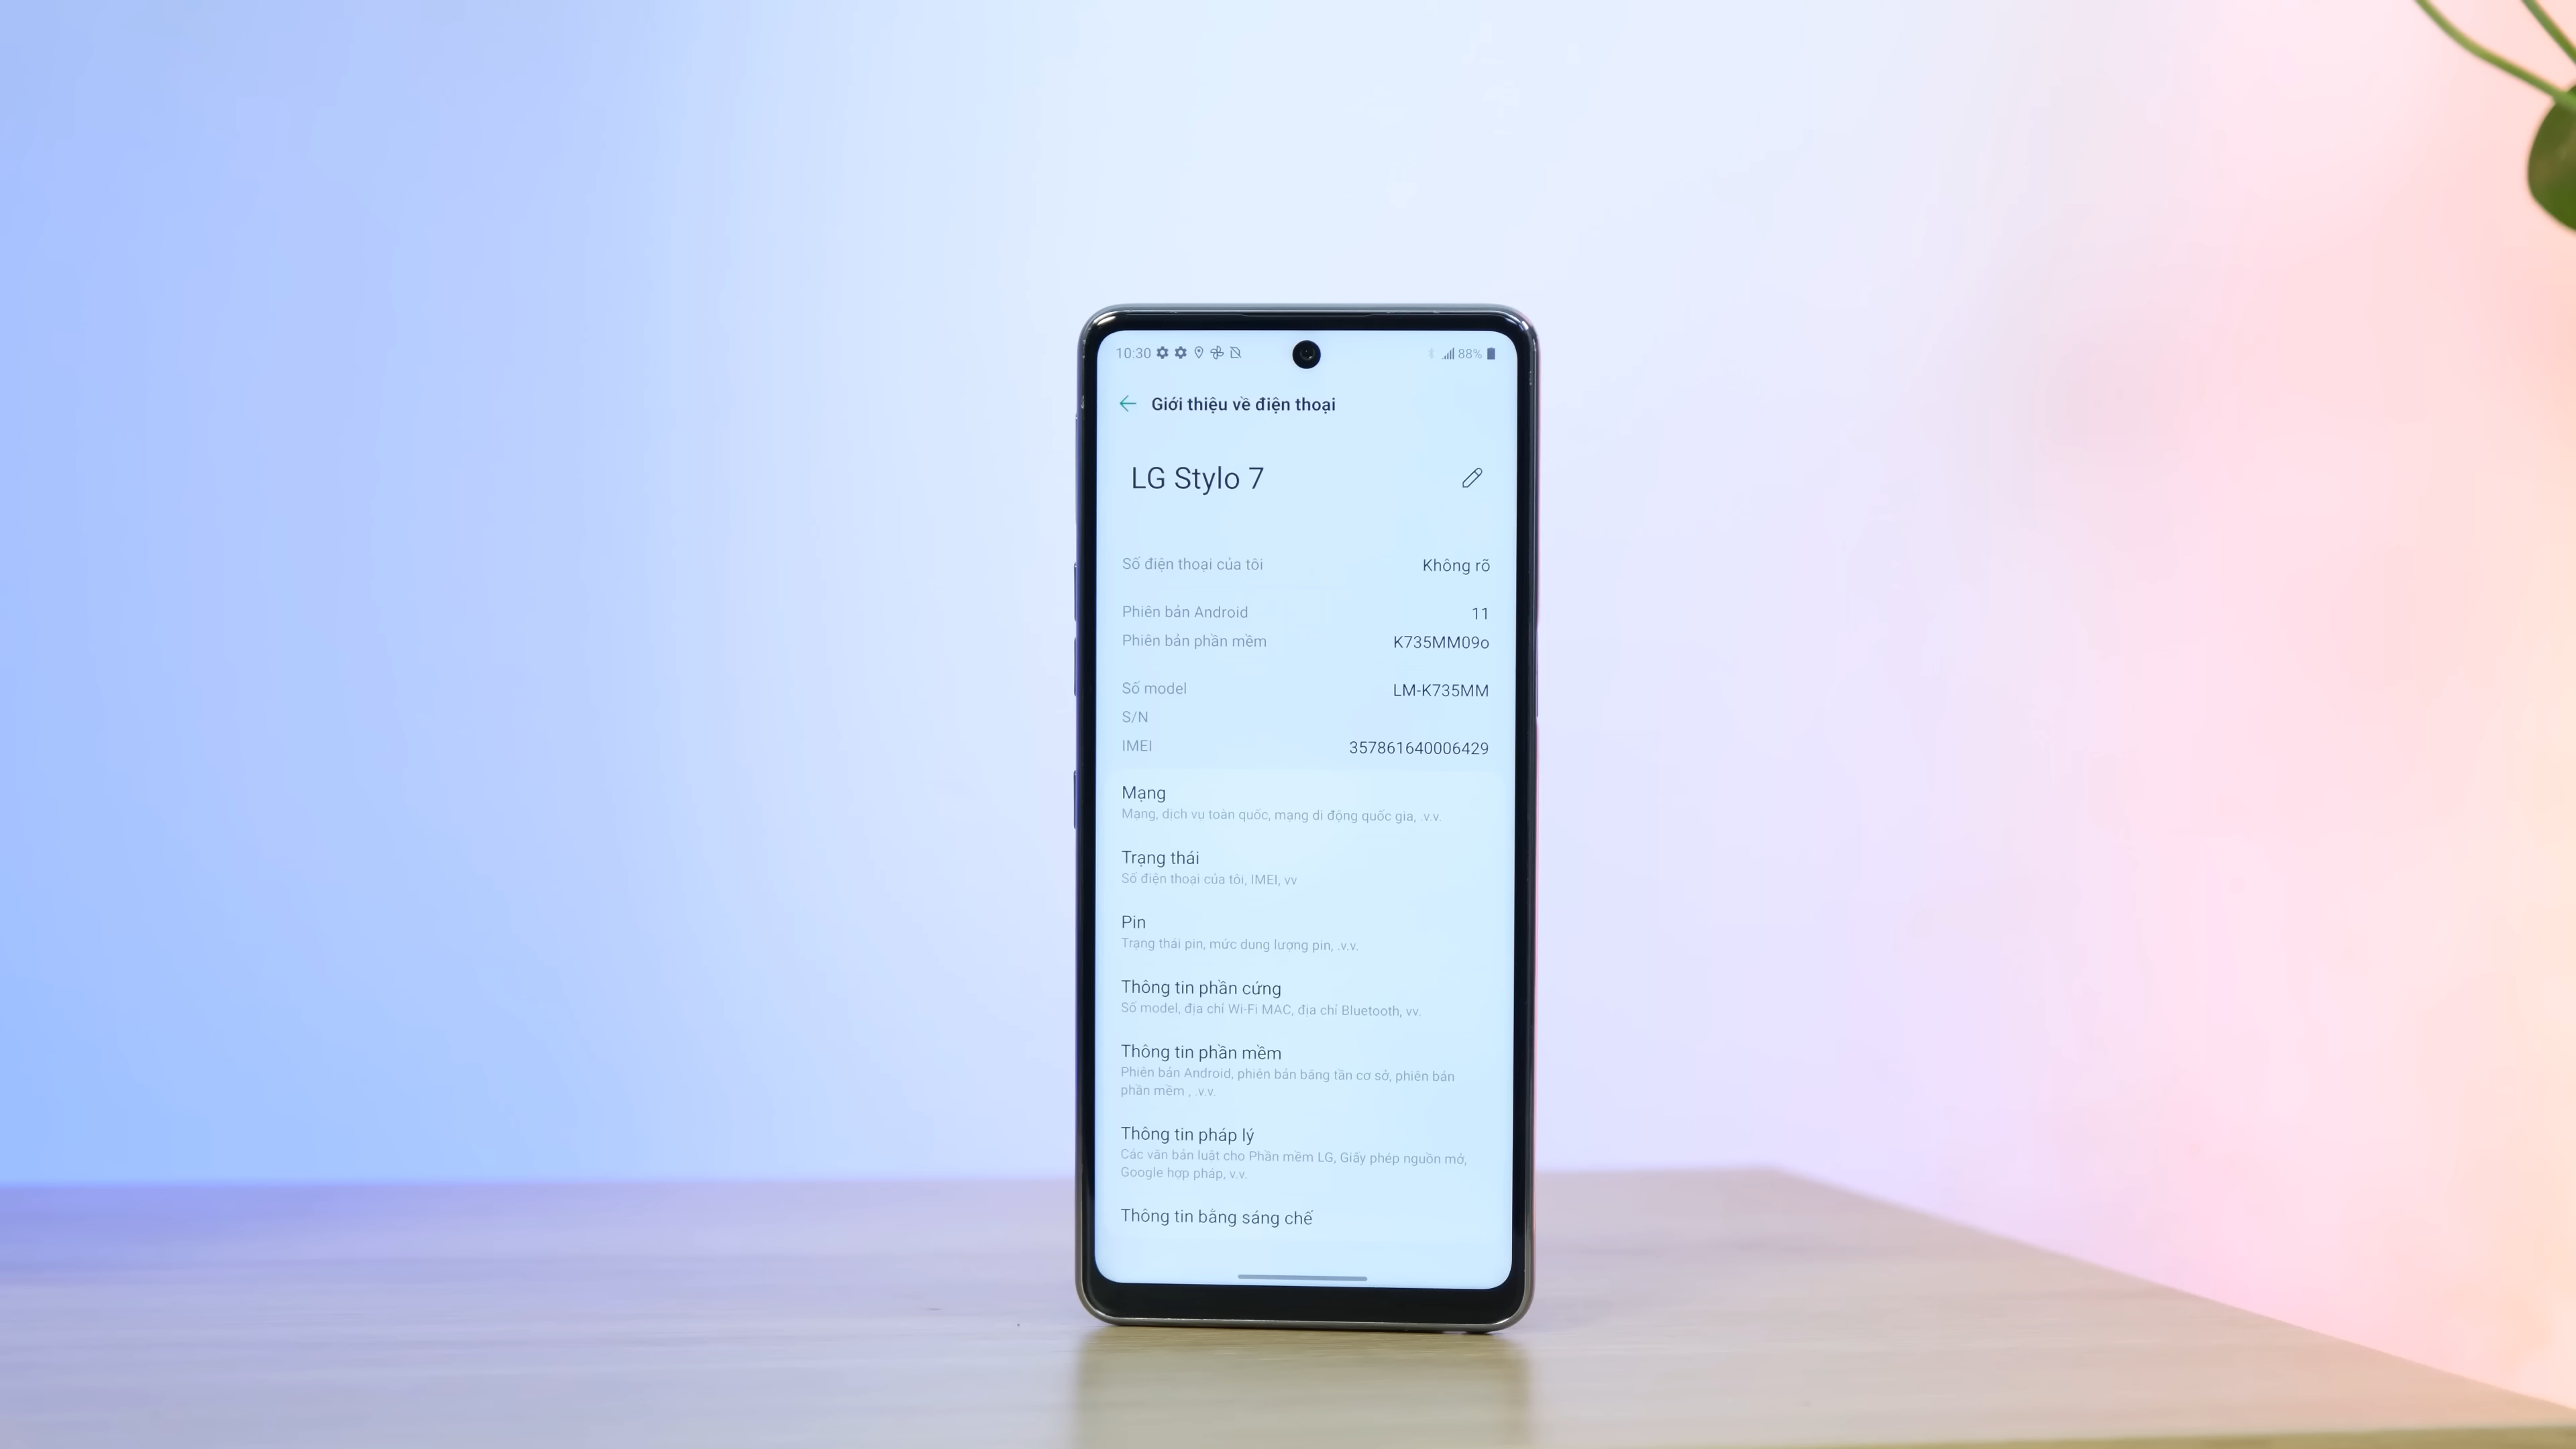 10:30
88%
Giới thiệu về điện thoại
LG Stylo 7
Số điện thoại của tôi Không rõ
Phiên bản Android 11
Phiên bản phần mềm K735MM09o
Số model LM-K735MM
S/N
IMEI 357861640006429
Mạng
Mạng, dịch vụ toàn quốc, mạng di động quốc gia, .v.v.
Trạng thái
Số điện thoại của tôi, IMEI, vv
Pin
Trạng thái pin, mức dung lượng pin, .v.v.
Thông tin phần cứng
Số model, địa chỉ Wi-Fi MAC, địa chỉ Bluetooth, vv.
Thông tin phần mềm
Phiên bản Android, phiên bản băng tần cơ sở, phiên bản
phần mềm , .v.v.
Thông tin pháp lý
Các văn bản luật cho Phần mềm LG, Giấy phép nguồn mở,
Google hợp pháp, v.v.
Thông tin bằng sáng chế